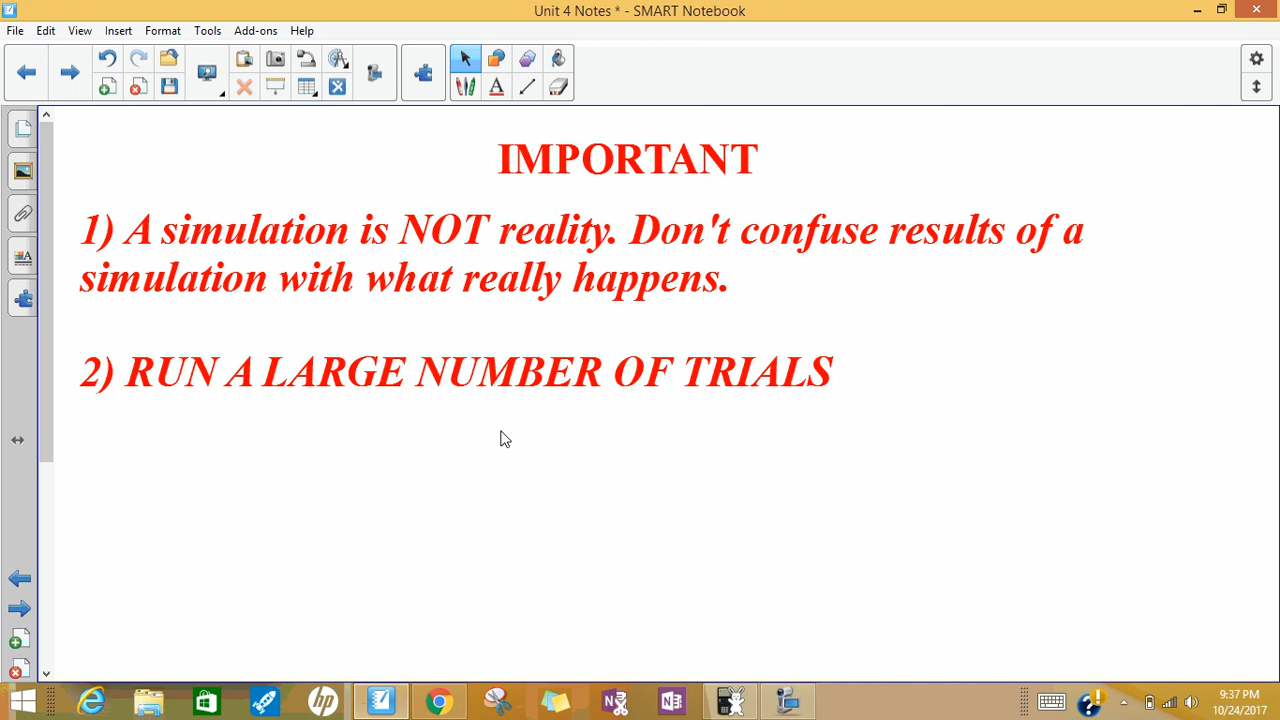 Unit 4 Notes * - SMART Notebook
File Edit View Insert Format Tools Add-ons Help
IMPORTANT
1) A simulation is NOT reality. Don't confuse results of a
simulation with what really happens.
2) RUN A LARGE NUMBER OF TRIALS
9:37 PM
10/24/2017